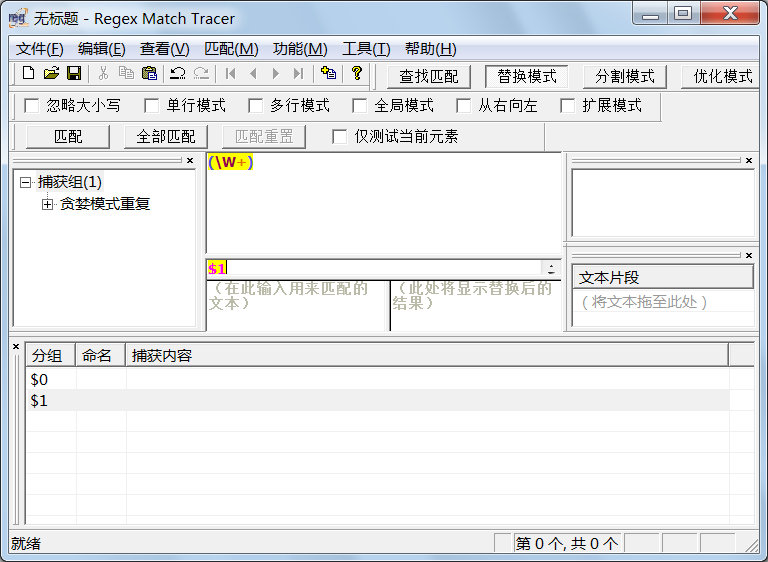 无标题 - Regex Match Tracer
文件(F) 编辑(E) 查看(V) 匹配(M) 功能(M) 工具(T) 帮助(H)
查找匹配 替换模式 分割模式 优化模式
忽略大小写 单行模式 多行模式 全局模式 从右向左 扩展模式
匹配 全部匹配 匹配重置 仅测试当前元素
捕获组(1)
贪婪模式重复
(\W+)
$1
(在此输入用来匹配的
文本)
(此处将显示替换后的
结果)
文本片段
(将文本拖至此处)
分组 命名 捕获内容
$0
$1
就绪 第 0 个, 共 0 个